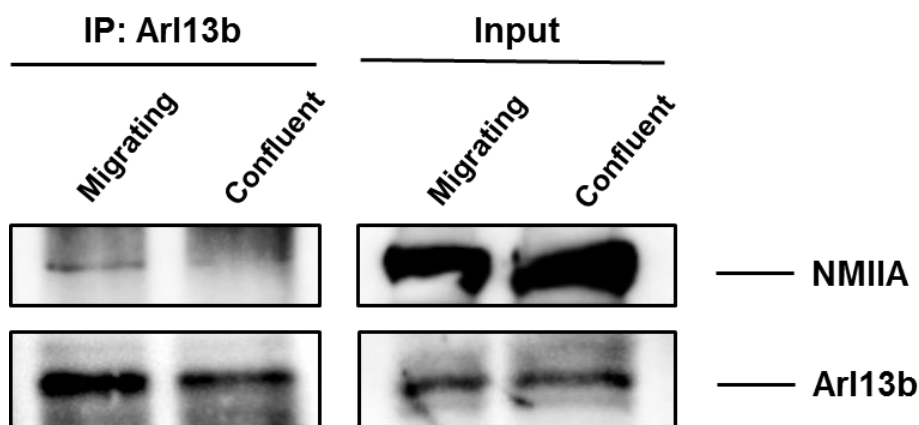 IP: Arl13b
Input
Migrating
Confluent
Migrating
Confluent
NMIIA
Arl13b